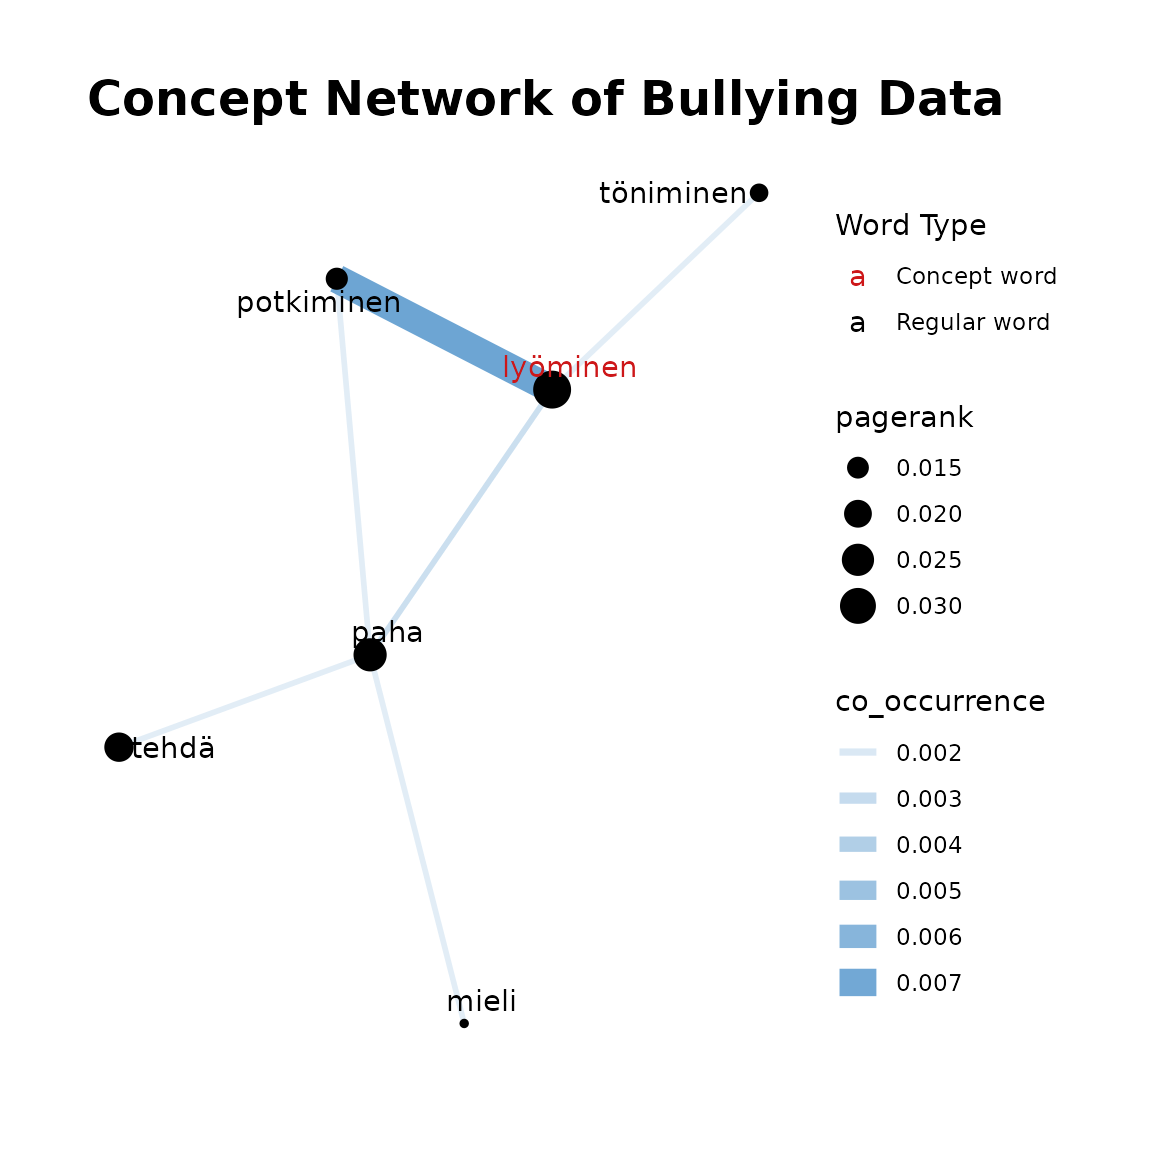 Concept Network of Bullying Data
töniminen
potkiminen
lyöminen
paha
tehdä
mieli
Word Type
a Concept word
a Regular word
pagerank
0.015
0.020
0.025
0.030
co_occurrence
0.002
0.003
0.004
0.005
0.006
0.007